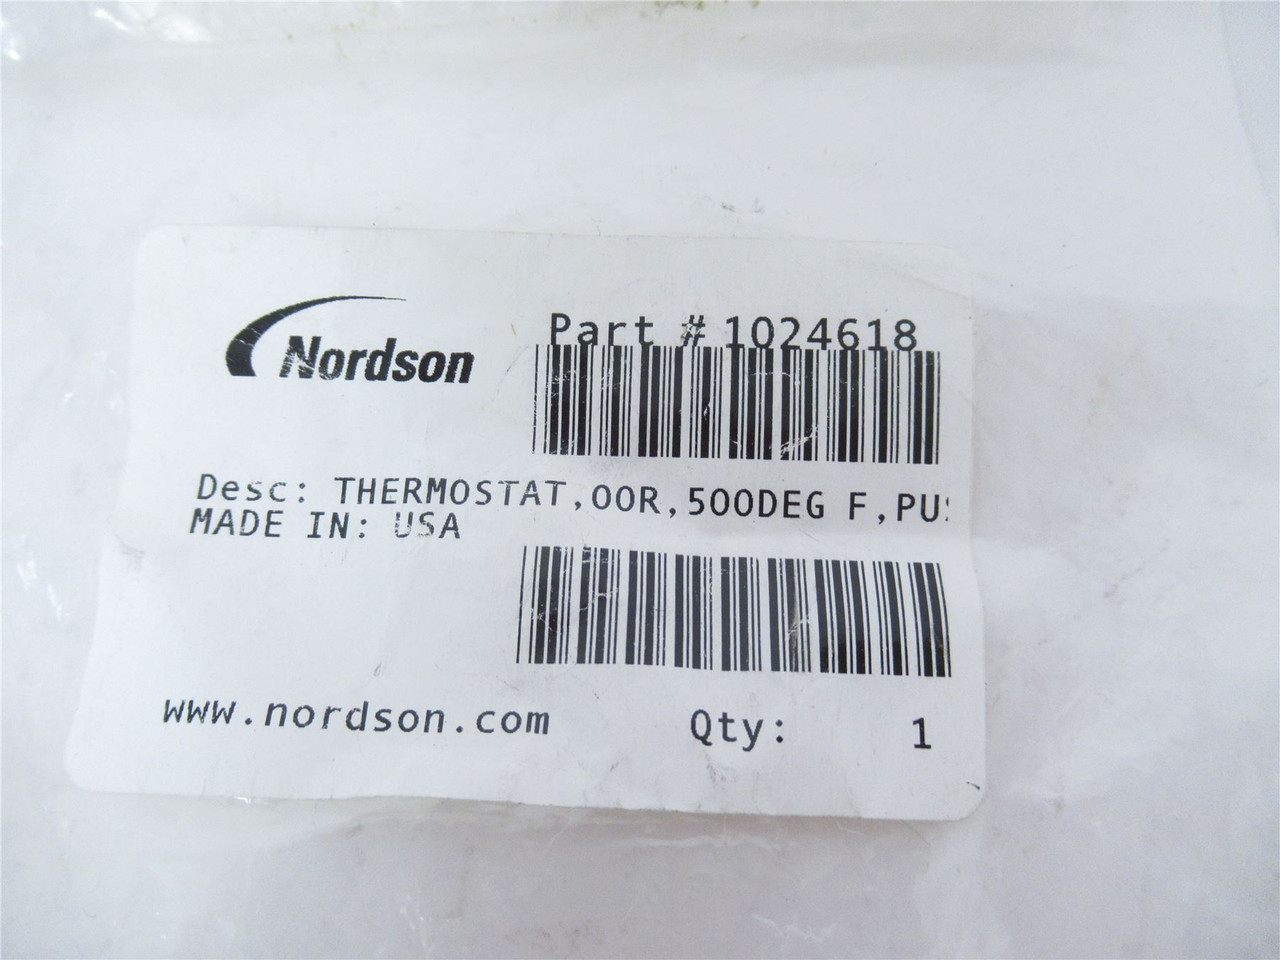 Nordson
Part # 1024618
Desc: THERMOSTAT,OOR,500DEG F,PU
MADE IN: USA
www.nordson.com
Qty: 1